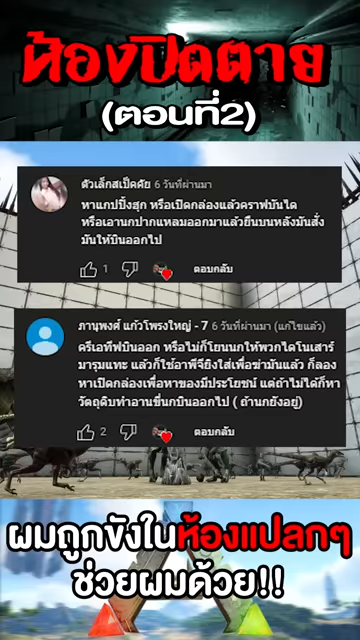 ห้องปิดตาย
(ตอนที่2)
ตัวเล็กสเป็คคัย 6 วันที่ผ่านมา
หาแกปปิ้งสุก หรือเปิดกล่องแล้วคราฟบันได
หรือเอานกปากแหลมออกมาแล้วยืนบนหลังมันสั่ง
มันให้บินออกไป
1 ตอบกลับ
ภานุพงศ์ แก้วโพรงใหญ่ - 7 6 วันที่ผ่านมา (แก้ไขแล้ว)
ครีเอทีฟบินออก หรือไม่ก็โยนนกให้พวกไดโนเสาร์
มารุมแทะ แล้วก็ใช้อาพีจียิงใส่เพื่อฆ่ามันแล้ว ก็ลอง
หาเปิดกล่องเพื่อหาของมีประโยชน์ แต่ถ้าไม่ได้ก็หา
วัตถุดิบทำอานขี่นกบินออกไป ( ถ้านกยังอยู่)
2 ตอบกลับ
ผมถูกขังในห้องแปลกๆ
ช่วยผมด้วย!!